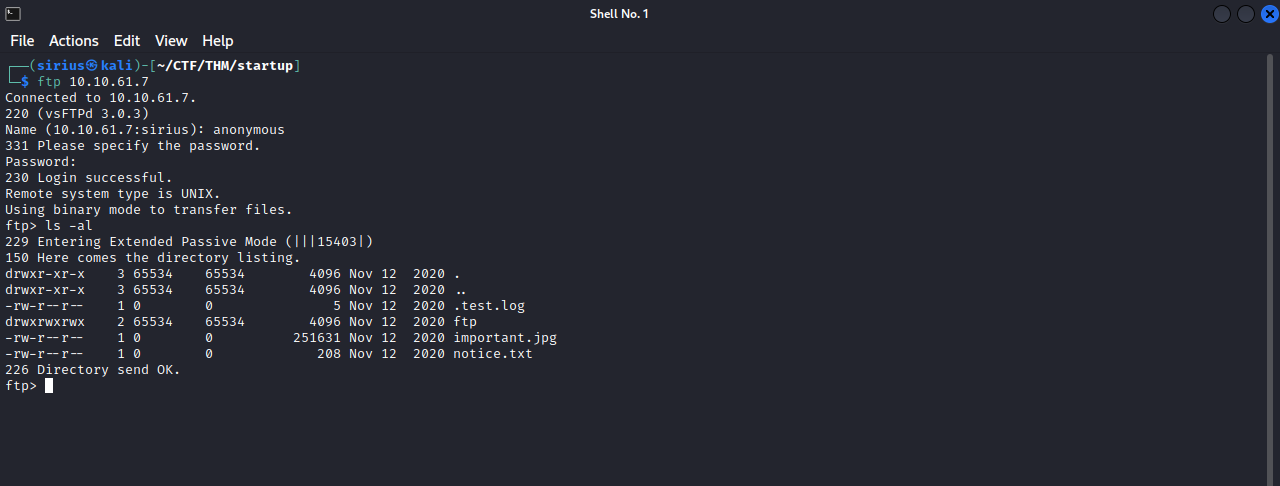 Shell No. 1
File Actions Edit View Help
┌──(sirius㉿kali)-[~/CTF/THM/startup]
└─$ ftp 10.10.61.7
Connected to 10.10.61.7.
220 (vsFTPd 3.0.3)
Name (10.10.61.7:sirius): anonymous
331 Please specify the password.
Password:
230 Login successful.
Remote system type is UNIX.
Using binary mode to transfer files.
ftp> ls -al
229 Entering Extended Passive Mode (|||15403|)
150 Here comes the directory listing.
drwxr-xr-x    3 65534    65534        4096 Nov 12  2020 .
drwxr-xr-x    3 65534    65534        4096 Nov 12  2020 ..
-rw-r--r--    1 0        0               5 Nov 12  2020 .test.log
drwxrwxrwx    2 65534    65534        4096 Nov 12  2020 ftp
-rw-r--r--    1 0        0          251631 Nov 12  2020 important.jpg
-rw-r--r--    1 0        0             208 Nov 12  2020 notice.txt
226 Directory send OK.
ftp>